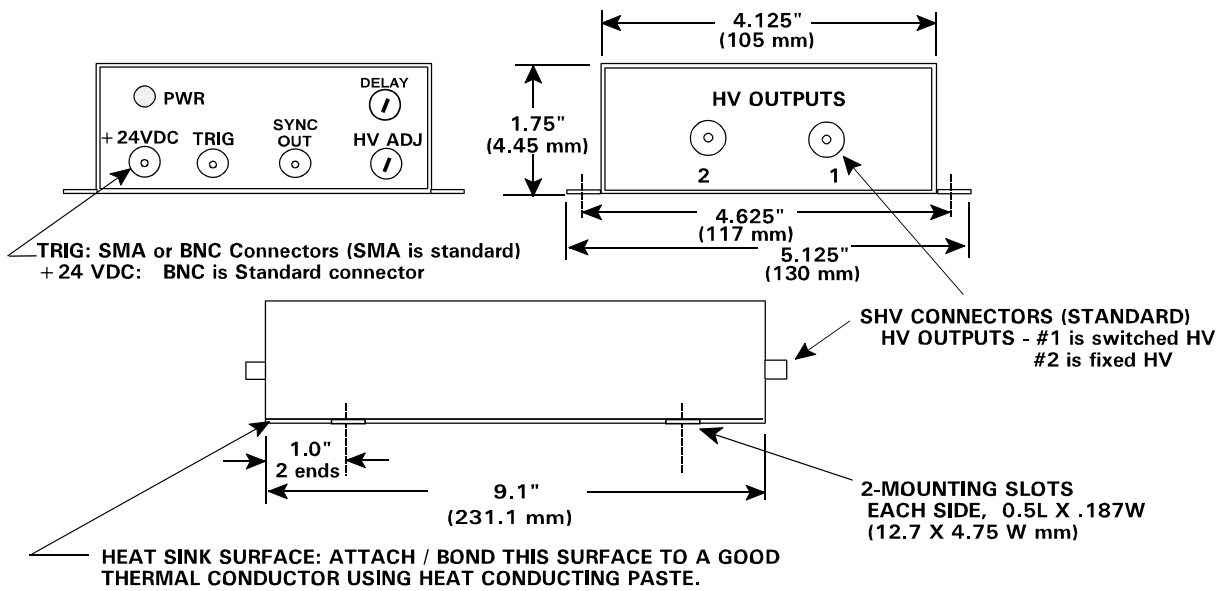 PWR
DELAY
+24VDC
TRIG
SYNC
OUT
HV ADJ
4.125"
(105 mm)
1.75"
(4.45 mm)
HV OUTPUTS
2
1
4.625"
(117 mm)
5.125"
(130 mm)
TRIG: SMA or BNC Connectors (SMA is standard)
+24 VDC: BNC is Standard connector
SHV CONNECTORS (STANDARD)
HV OUTPUTS - #1 is switched HV
#2 is fixed HV
1.0"
2 ends
9.1"
(231.1 mm)
2-MOUNTING SLOTS
EACH SIDE, 0.5L X .187W
(12.7 X 4.75 W mm)
HEAT SINK SURFACE: ATTACH / BOND THIS SURFACE TO A GOOD
THERMAL CONDUCTOR USING HEAT CONDUCTING PASTE.